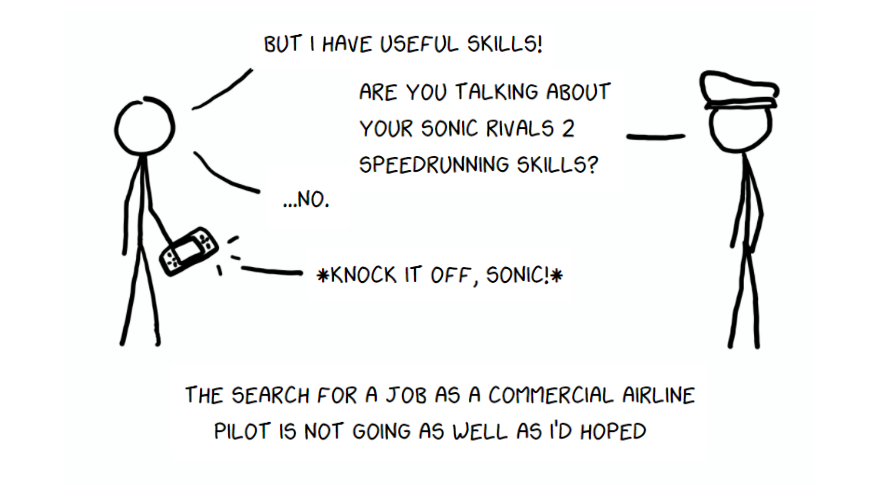 BUT I HAVE USEFUL SKILLS!
ARE YOU TALKING ABOUT
YOUR SONIC RIVALS 2
SPEEDRUNNING SKILLS?
...NO.
*KNOCK IT OFF, SONIC!*
THE SEARCH FOR A JOB AS A COMMERCIAL AIRLINE
PILOT IS NOT GOING AS WELL AS I'D HOPED